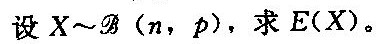 设 X~ℬ (n, p), 求 E(X)。